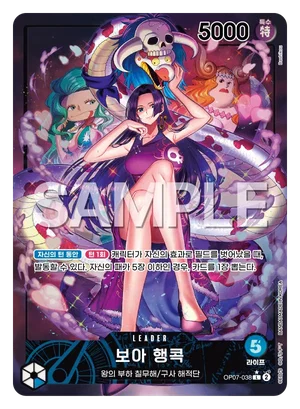 5000
특수
特
SAMPLE
자신의 턴 동안 턴 1회 캐릭터가 자신의 효과로 필드를 벗어났을 때,
발동할 수 있다. 자신의 패가 5장 이하인 경우, 카드를 1장 뽑는다.
LEADER
보아 행콕
왕의 부하 칠무해/구사 해적단
5
라이프
OP07-038 L